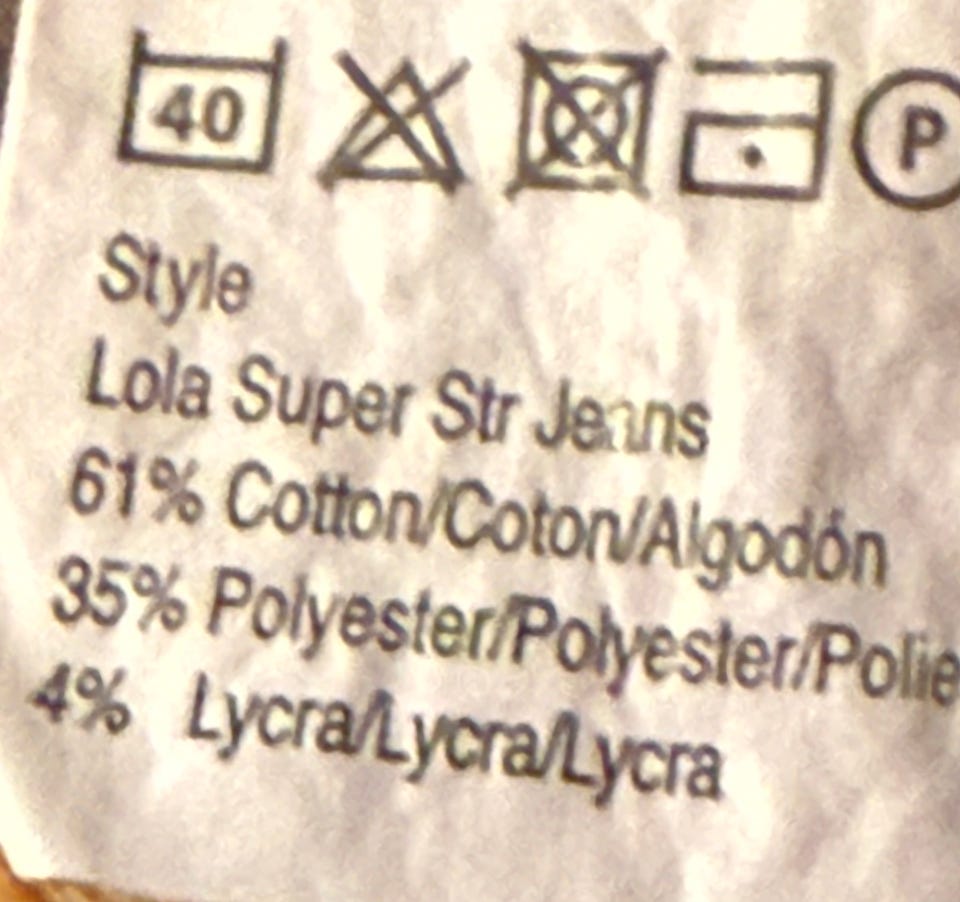 40 P
Style
Lola Super Str Jeans
61% Cotton/Coton/Algodón
35% Polyester/Polyester/Polie
4% Lycra/Lycra/Lycra